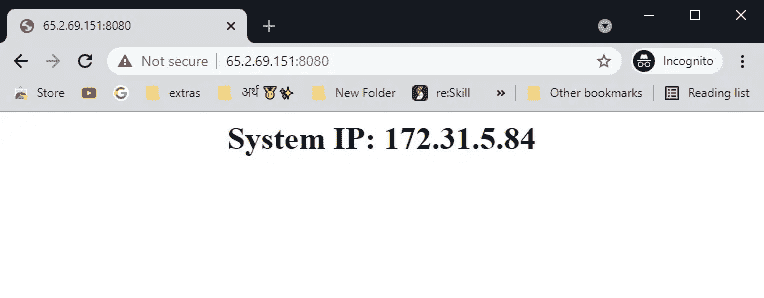 65.2.69.151:8080
Not secure 65.2.69.151:8080 Incognito
Store extras अर्थ New Folder re:Skill » Other bookmarks Reading list
System IP: 172.31.5.84